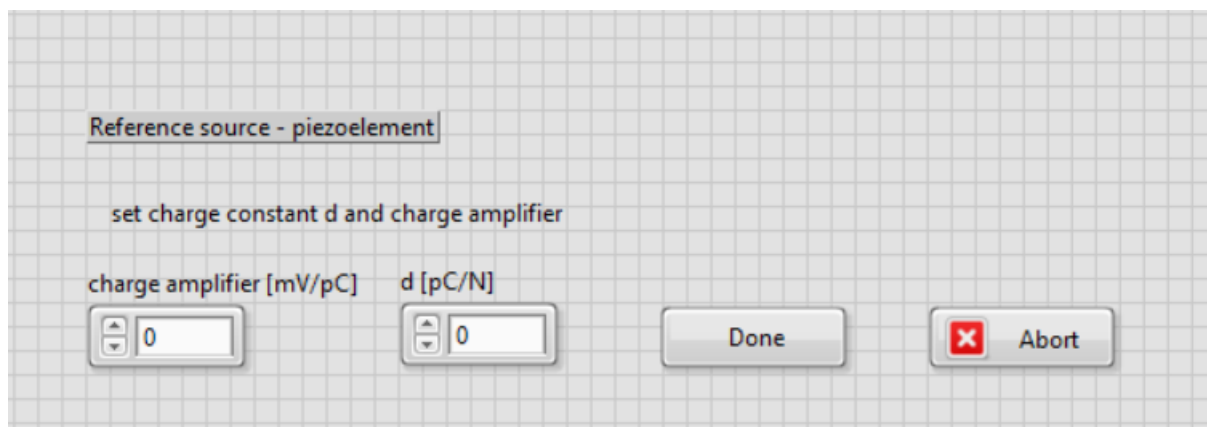 Reference source - piezoelement
set charge constant d and charge amplifier
charge amplifier [mV/pC] d [pC/N]
0 0 Done Abort